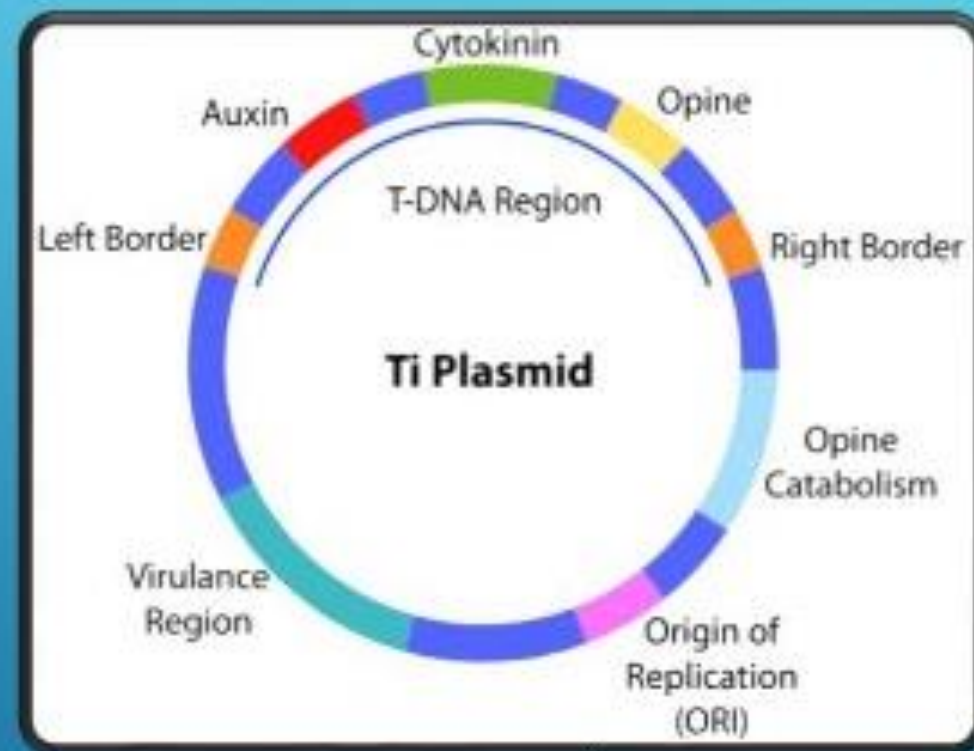 Cytokinin
Auxin
Opine
T-DNA Region
Left Border
Right Border
Ti Plasmid
Opine
Catabolism
Virulance
Region
Origin of
Replication
(ORI)